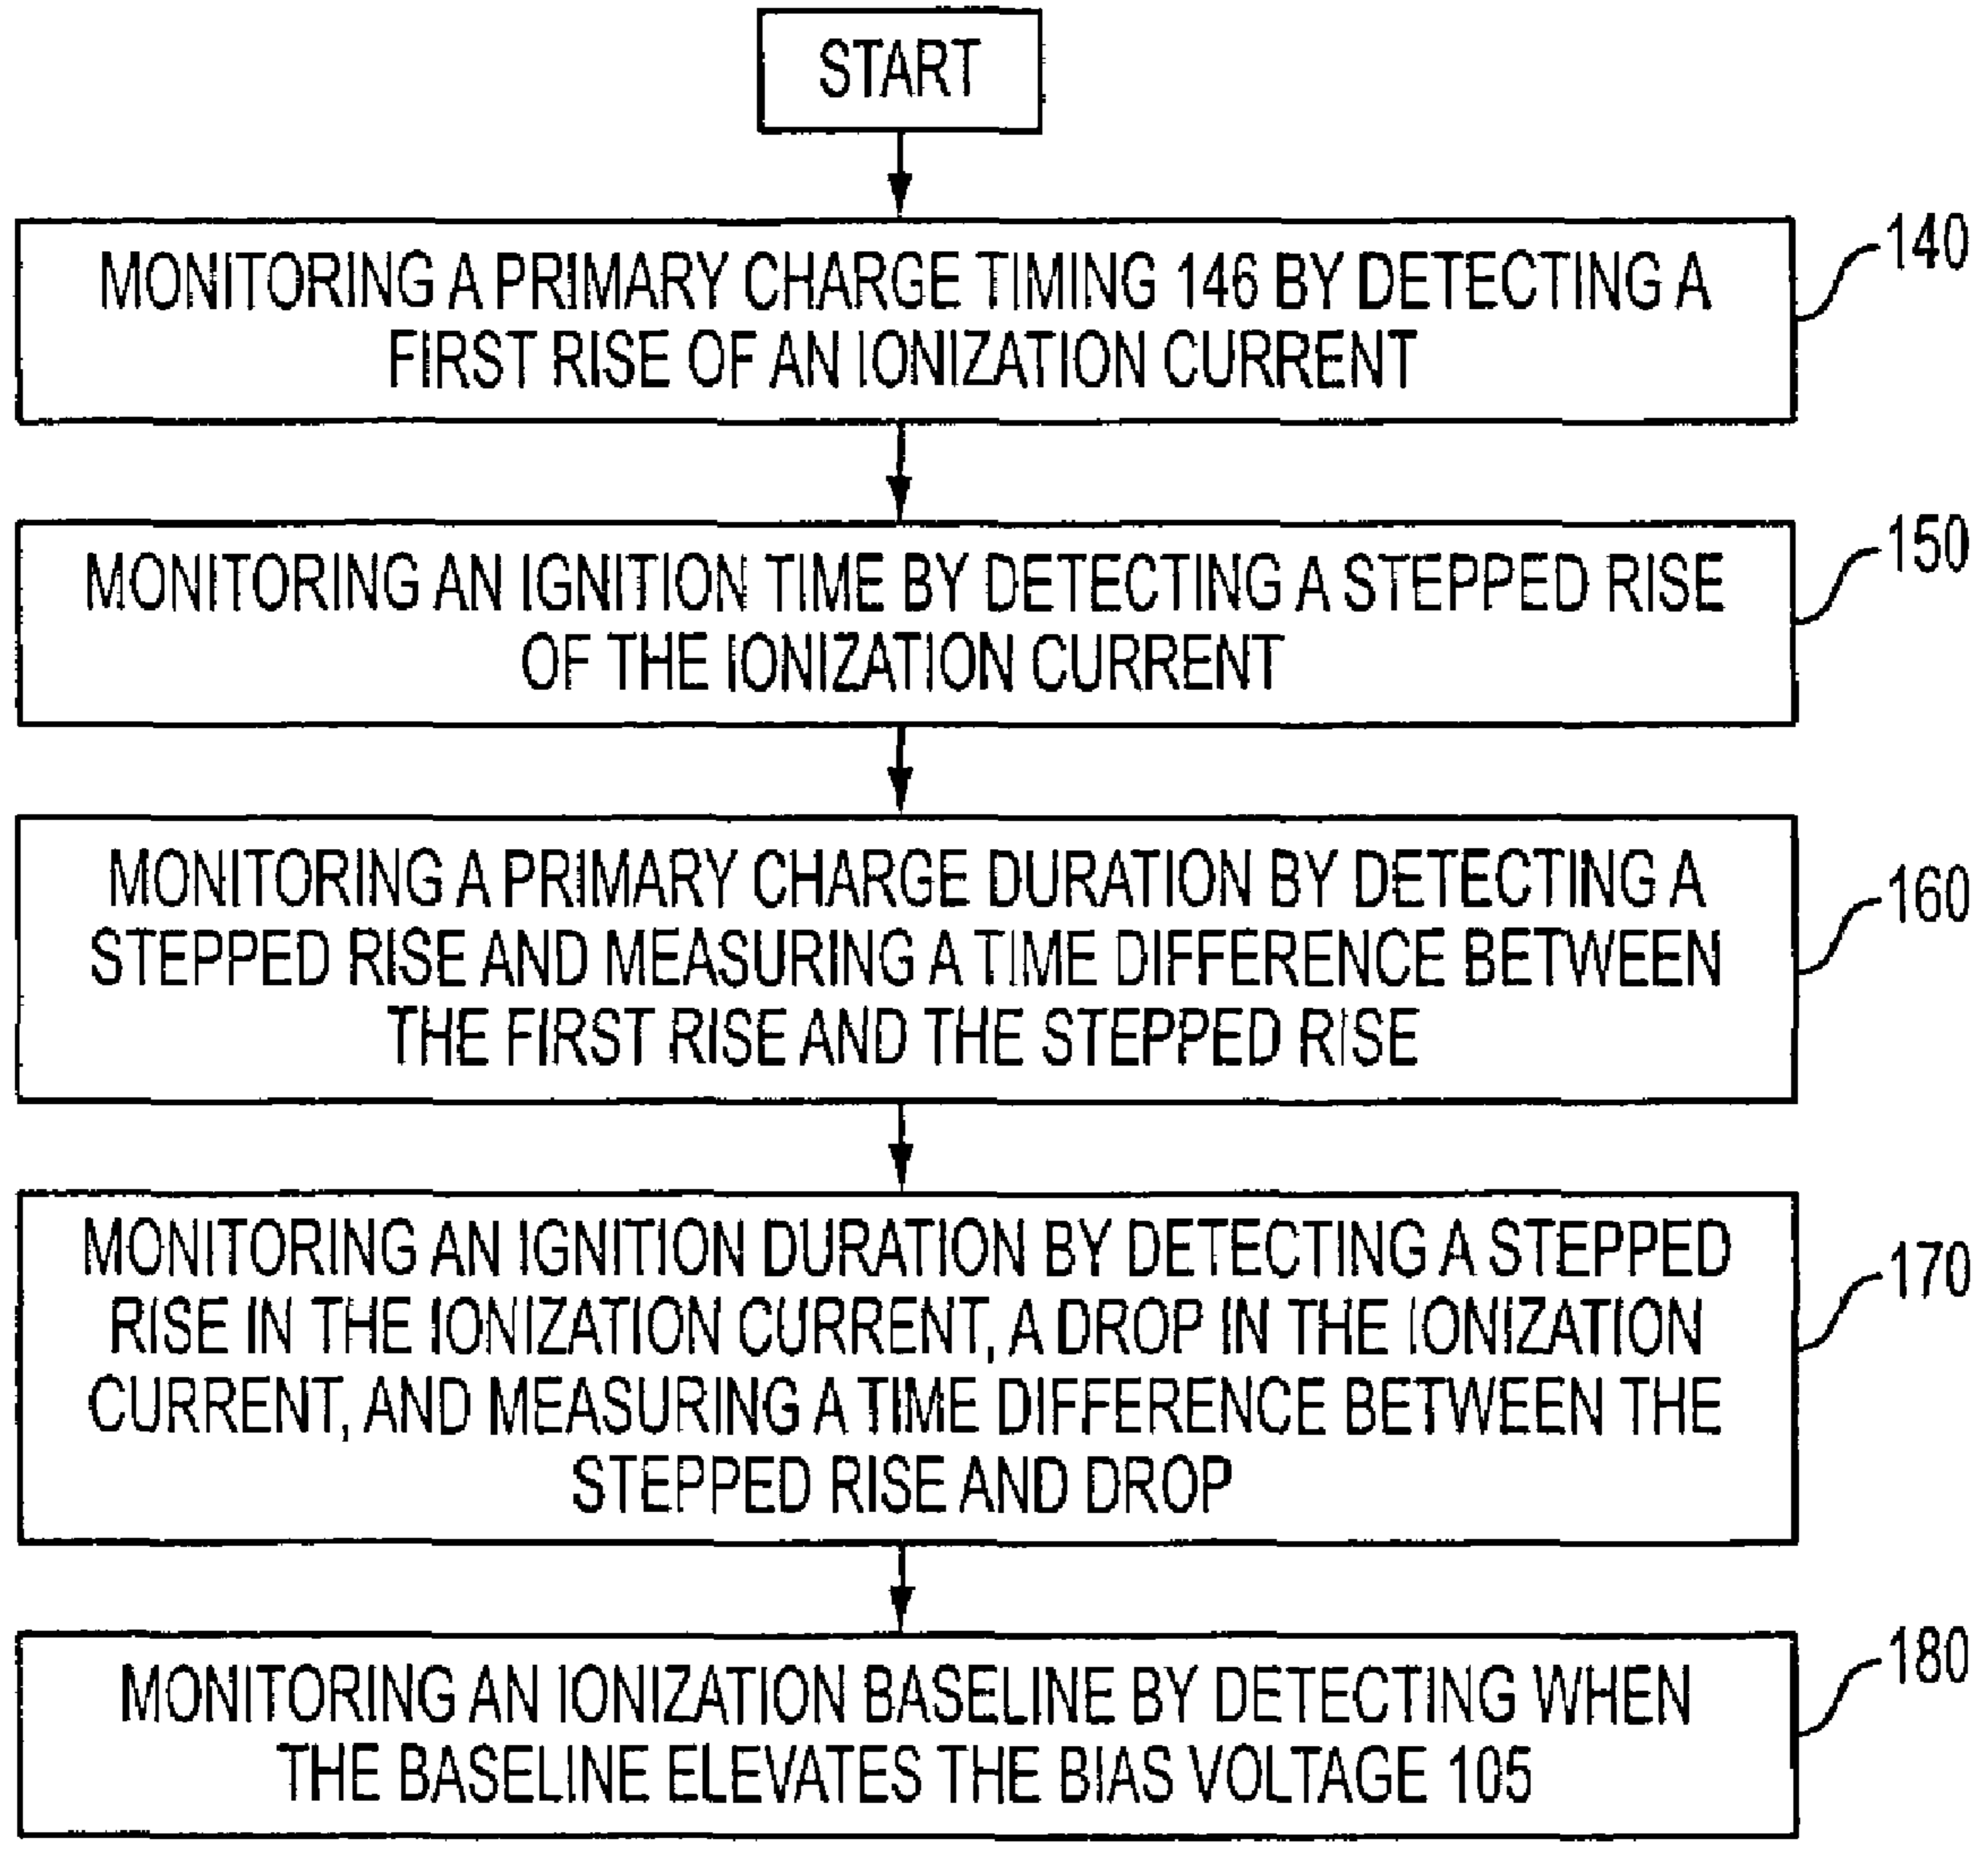 START
140
MONITORING A PRIMARY CHARGE TIMING 146 BY DETECTING A
FIRST RISE OF AN IONIZATION CURRENT
150
MONITORING AN IGNITION TIME BY DETECTING A STEPPED RISE
OF THE IONIZATION CURRENT
160
MONITORING A PRIMARY CHARGE DURATION BY DETECTING A
STEPPED RISE AND MEASURING A TIME DIFFERENCE BETWEEN
THE FIRST RISE AND THE STEPPED RISE
170
MONITORING AN IGNITION DURATION BY DETECTING A STEPPED
RISE IN THE IONIZATION CURRENT, A DROP IN THE IONIZATION
CURRENT, AND MEASURING A TIME DIFFERENCE BETWEEN THE
STEPPED RISE AND DROP
180
MONITORING AN IONIZATION BASELINE BY DETECTING WHEN
THE BASELINE ELEVATES THE BIAS VOLTAGE 105